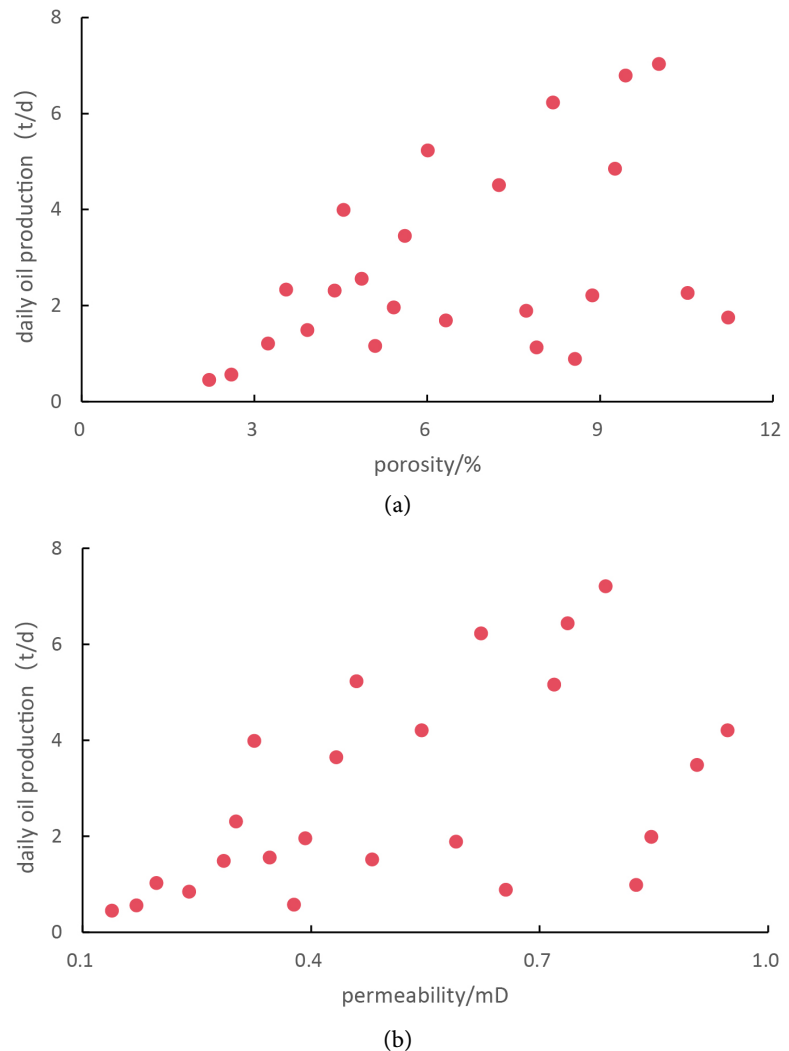 8
6
4
2
0
daily oil production (t/d)
0 3 6 9 12
porosity/%
(a)
8
6
4
2
0
daily oil production (t/d)
0.1 0.4 0.7 1.0
permeability/mD
(b)